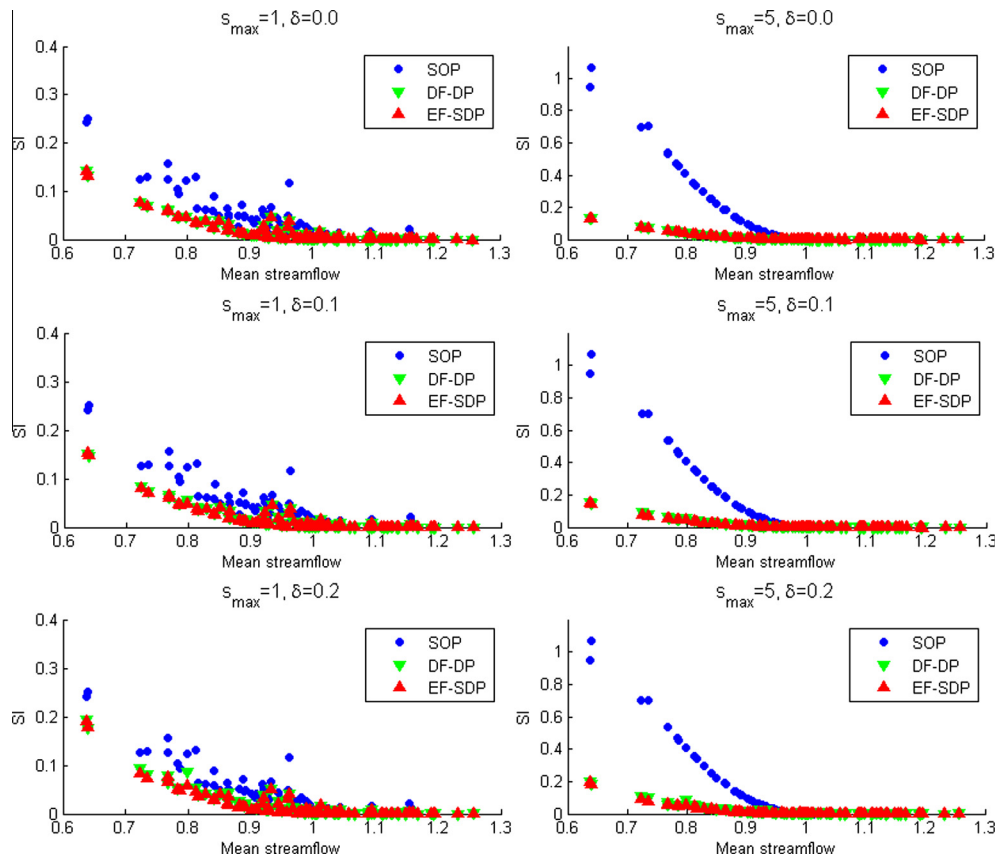 s_max=1, δ=0.0
0.4
0.3
0.2
0.1
0
SI
SOP
DF-DP
EF-SDP
0.6 0.7 0.8 0.9 1 1.1 1.2 1.3
Mean streamflow
s_max=5, δ=0.0
1
0.8
0.6
0.4
0.2
0
SI
SOP
DF-DP
EF-SDP
0.6 0.7 0.8 0.9 1 1.1 1.2 1.3
Mean streamflow
s_max=1, δ=0.1
0.4
0.3
0.2
0.1
0
SI
SOP
DF-DP
EF-SDP
0.6 0.7 0.8 0.9 1 1.1 1.2 1.3
Mean streamflow
s_max=5, δ=0.1
1
0.8
0.6
0.4
0.2
0
SI
SOP
DF-DP
EF-SDP
0.6 0.7 0.8 0.9 1 1.1 1.2 1.3
Mean streamflow
s_max=1, δ=0.2
0.4
0.3
0.2
0.1
0
SI
SOP
DF-DP
EF-SDP
0.6 0.7 0.8 0.9 1 1.1 1.2 1.3
Mean streamflow
s_max=5, δ=0.2
1
0.8
0.6
0.4
0.2
0
SI
SOP
DF-DP
EF-SDP
0.6 0.7 0.8 0.9 1 1.1 1.2 1.3
Mean streamflow